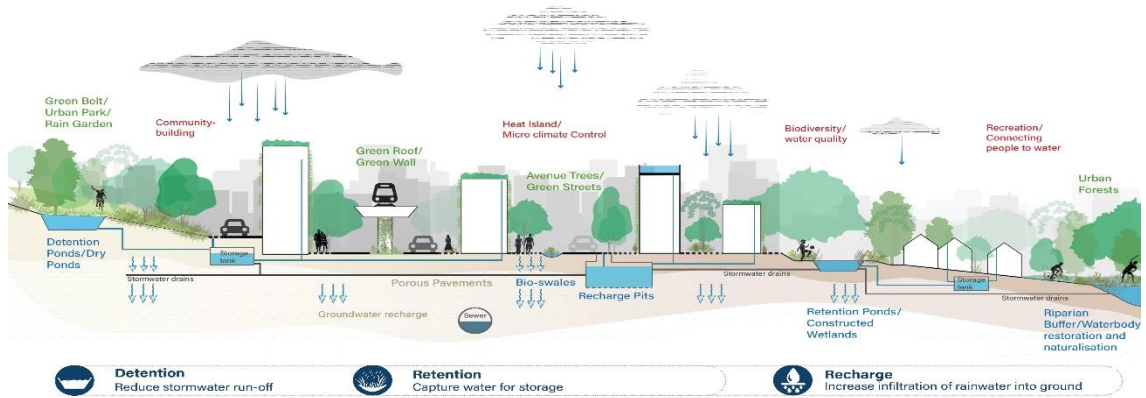 Green Belt/
Urban Park/
Rain Garden
Community-
building
Green Roof/
Green Wall
Heat Island/
Micro climate Control
Avenue Trees/
Green Streets
Biodiversity/
water quality
Recreation/
Connecting
people to water
Urban
Forests
Detention
Ponds/Dry
Ponds
Storage
tank
Stormwater drains
Porous Pavements
Groundwater recharge
Sewer
Bio-swales
Recharge Pits
Stormwater drains
Retention Ponds/
Constructed
Wetlands
Storage
tank
Stormwater drains
Riparian
Buffer/Waterbody
restoration and
naturalisation
Detention
Reduce stormwater run-off
Retention
Capture water for storage
Recharge
Increase infiltration of rainwater into ground